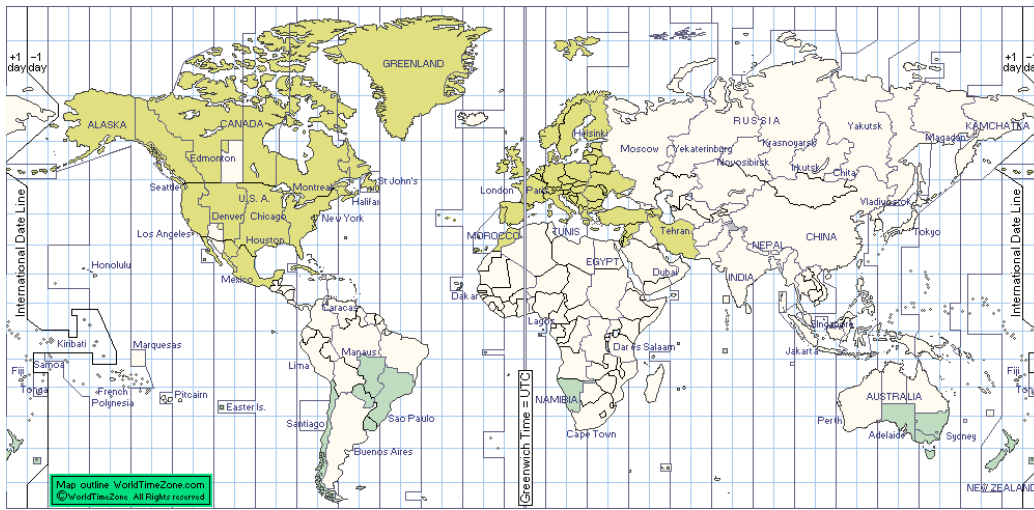 +1 -1
day day
GREENLAND
+1 -1
day day
ALASKA
CANADA
Helsinki
RUSSIA
Yakutsk
KAMCHATKA
Magadan
Edmonton
Moscow
Yekaterinberg
Krasnoyarsk
Novosibirsk
Irkutsk
Chita
Seattle
U.S.A.
Montreal
St John's
London
Paris
Halifax
Vladivostok
Denver
Chicago
New York
Los Angeles
Houston
MOROCCO
TUNIS
Tehran
CHINA
Tokyo
NEPAL
EGYPT
Honolulu
Mexico
Dubai
INDIA
International Date Line
International Date Line
Dakar
Caracas
Lagos
Singapore
Kiribati
Marquesas
Manaus
Dar es Salaam
Jakarta
Samoa
Lima
Fiji
Tonga
French
Polynesia
Pitcairn
NAMIBIA
AUSTRALIA
Fiji
Easter Is.
Santiago
Sao Paulo
Perth
Adelaide
Sydney
Cape Town
Buenos Aires
Greenwich Time = UTC
NEW ZEALAND
Map outline WorldTimeZone.com
©WorldTimeZone All Rights reserved